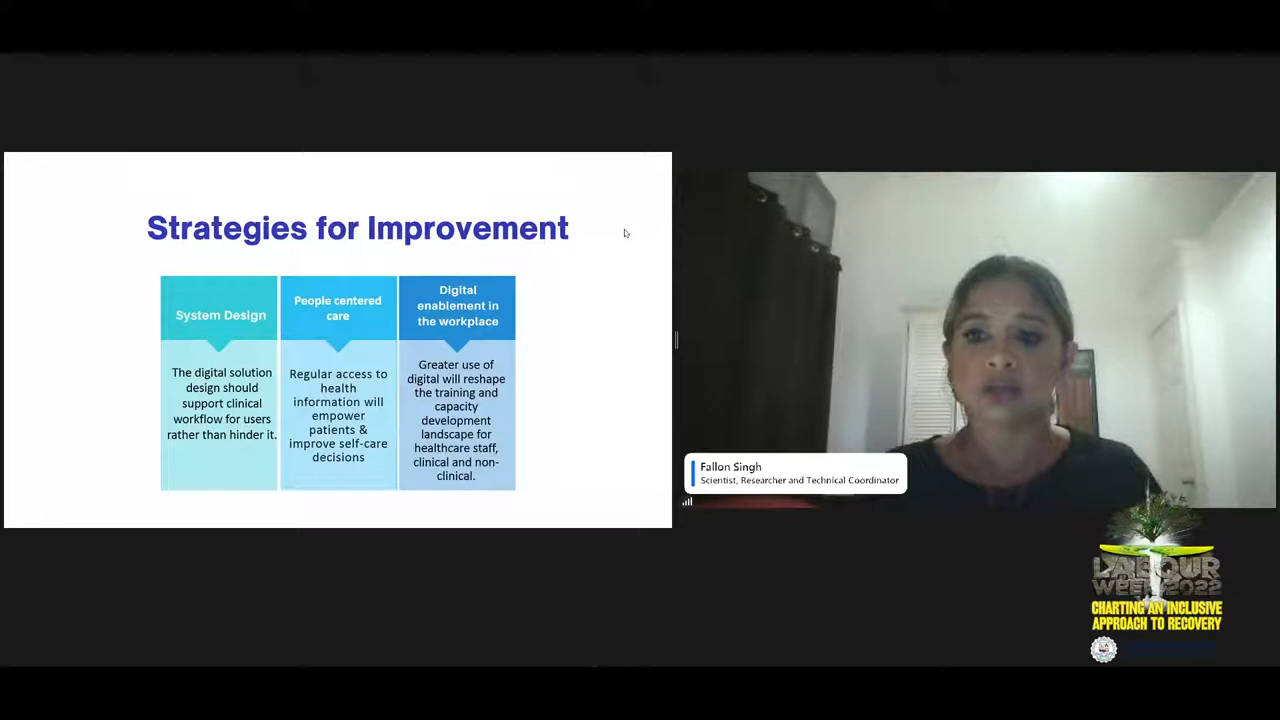 Strategies for Improvement
System Design
The digital solution
design should
support clinical
workflow for users
rather than hinder it.
People centered
care
Regular access to
health
information will
empower
patients &
improve self-care
decisions
Digital
enablement in
the workplace
Greater use of
digital will reshape
the training and
capacity
development
landscape for
healthcare staff,
clinical and non-
clinical.
Fallon Singh
Scientist, Researcher and Technical Coordinator
LABOUR
WEEK 2022
CHARTING AN INCLUSIVE
APPROACH TO RECOVERY